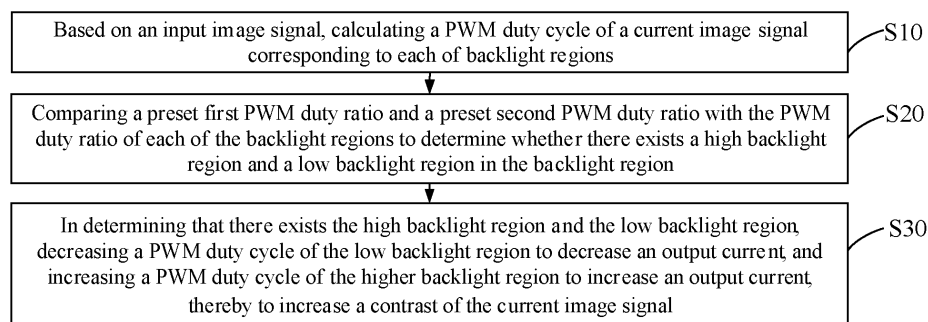 Based on an input image signal, calculating a PWM duty cycle of a current image signal
corresponding to each of backlight regions
S10
Comparing a preset first PWM duty ratio and a preset second PWM duty ratio with the PWM
duty ratio of each of the backlight regions to determine whether there exists a high backlight
region and a low backlight region in the backlight region
S20
In determining that there exists the high backlight region and the low backlight region,
decreasing a PWM duty cycle of the low backlight region to decrease an output current, and
increasing a PWM duty cycle of the higher backlight region to increase an output current,
thereby to increase a contrast of the current image signal
S30